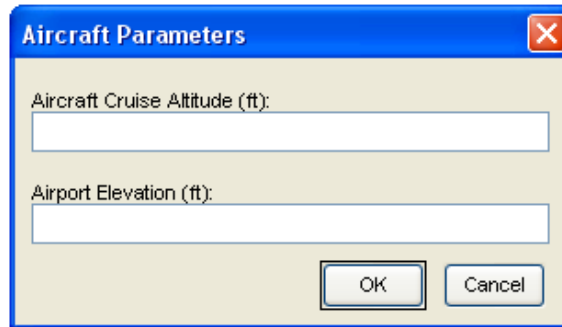 Aircraft Parameters
Aircraft Cruise Altitude (ft):
Airport Elevation (ft):
OK Cancel